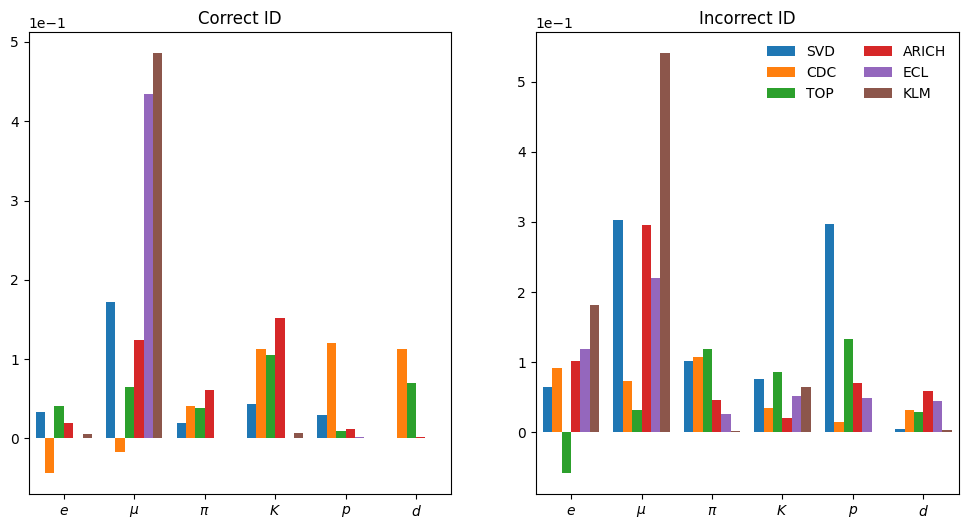 Correct ID
1e−1
5
4
3
2
1
0
e μ π K p d
Incorrect ID
1e−1
SVD ARICH
CDC ECL
TOP KLM
5
4
3
2
1
0
e μ π K p d